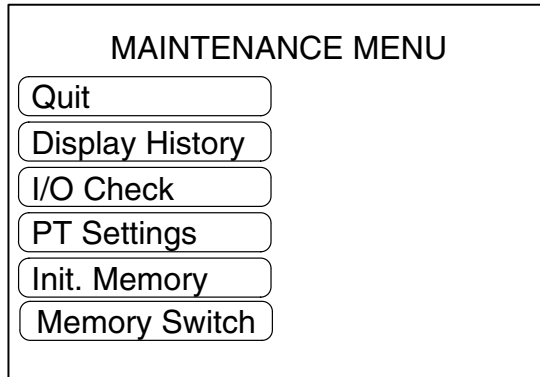 MAINTENANCE MENU
Quit
Display History
I/O Check
PT Settings
Init. Memory
Memory Switch